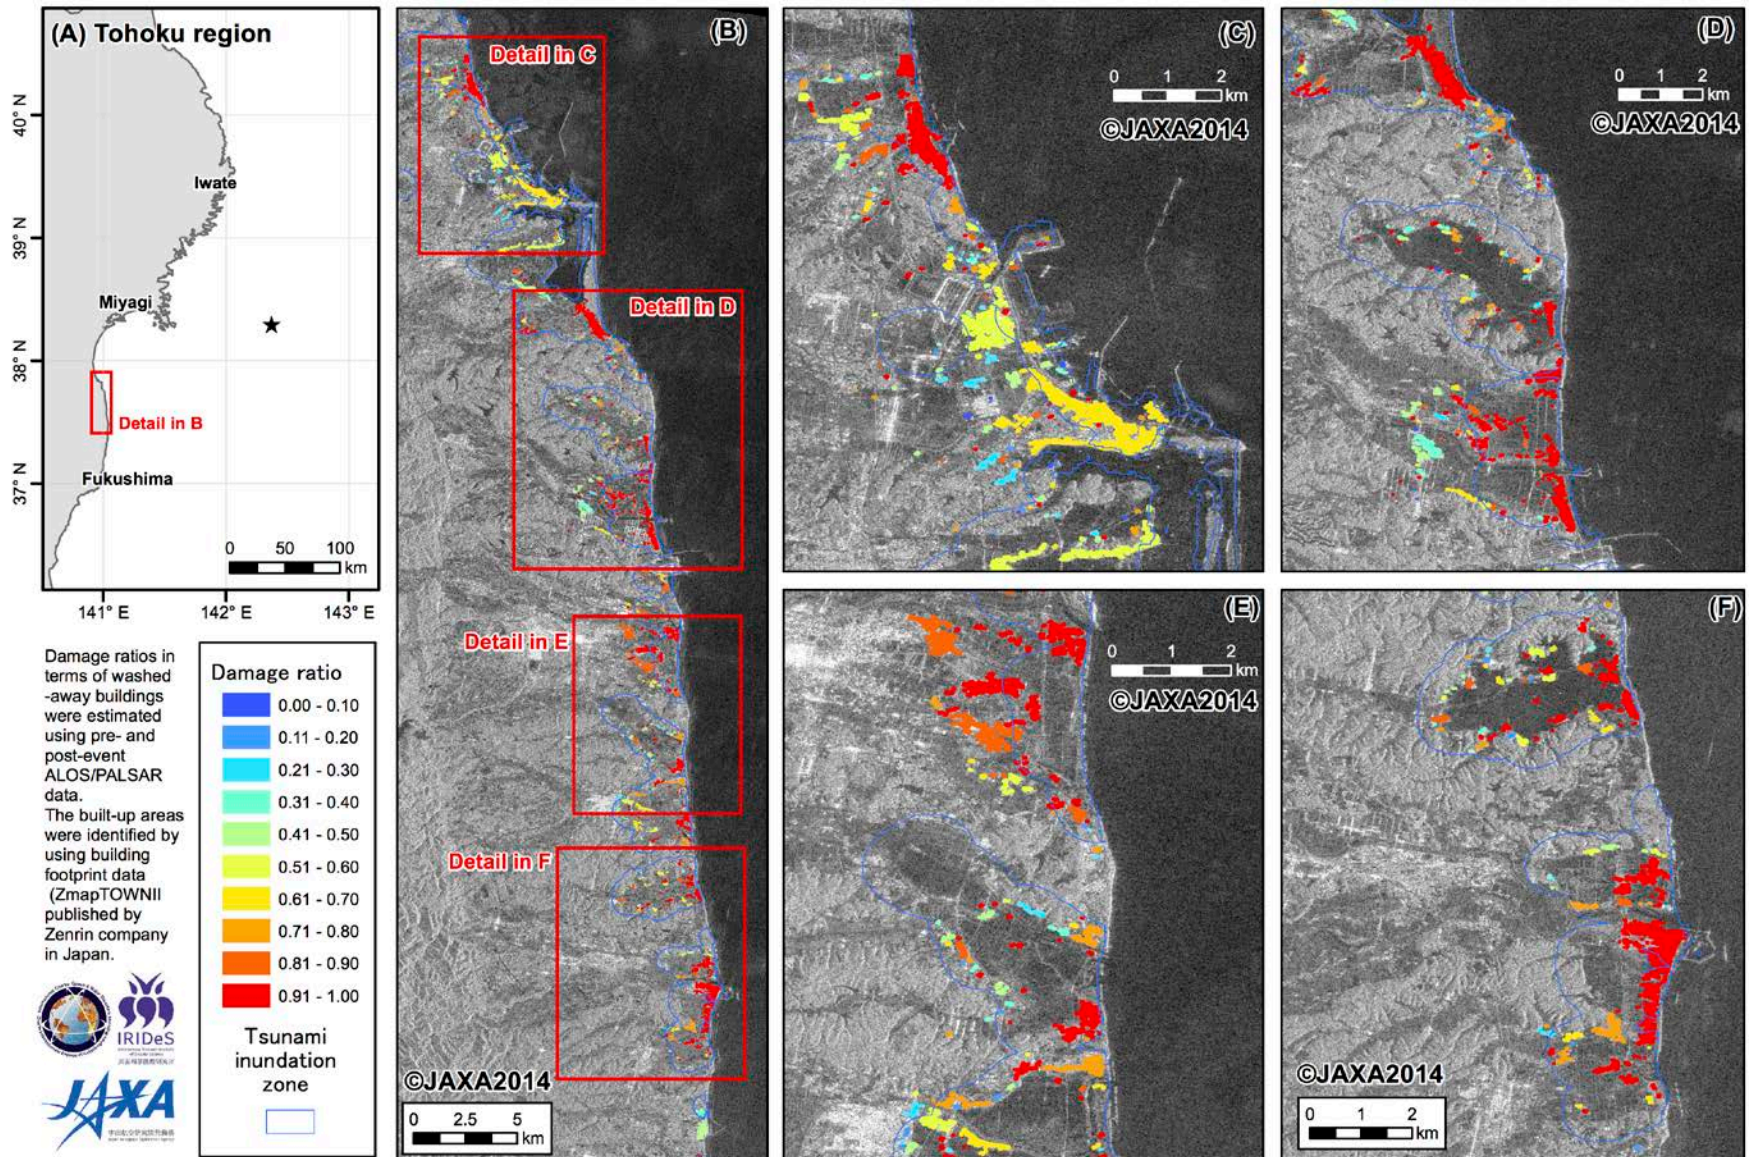 (A) Tohoku region
40° N
39° N
38° N
37° N
Iwate
Miyagi
Detail in B
Fukushima
0 50 100
km
141° E 142° E 143° E
(B)
Detail in C
Detail in D
Detail in E
Detail in F
©JAXA2014
0 2.5 5
km
(C)
0 1 2
km
©JAXA2014
(D)
0 1 2
km
©JAXA2014
(E)
0 1 2
km
©JAXA2014
(F)
©JAXA2014
0 1 2
km
Damage ratios in
terms of washed
-away buildings
were estimated
using pre- and
post-event
ALOS/PALSAR
data.
The built-up areas
were identified by
using building
footprint data
(ZmapTOWNII
published by
Zenrin company
in Japan.
IRIDeS
JAXA
Damage ratio
0.00 - 0.10
0.11 - 0.20
0.21 - 0.30
0.31 - 0.40
0.41 - 0.50
0.51 - 0.60
0.61 - 0.70
0.71 - 0.80
0.81 - 0.90
0.91 - 1.00
Tsunami
inundation
zone